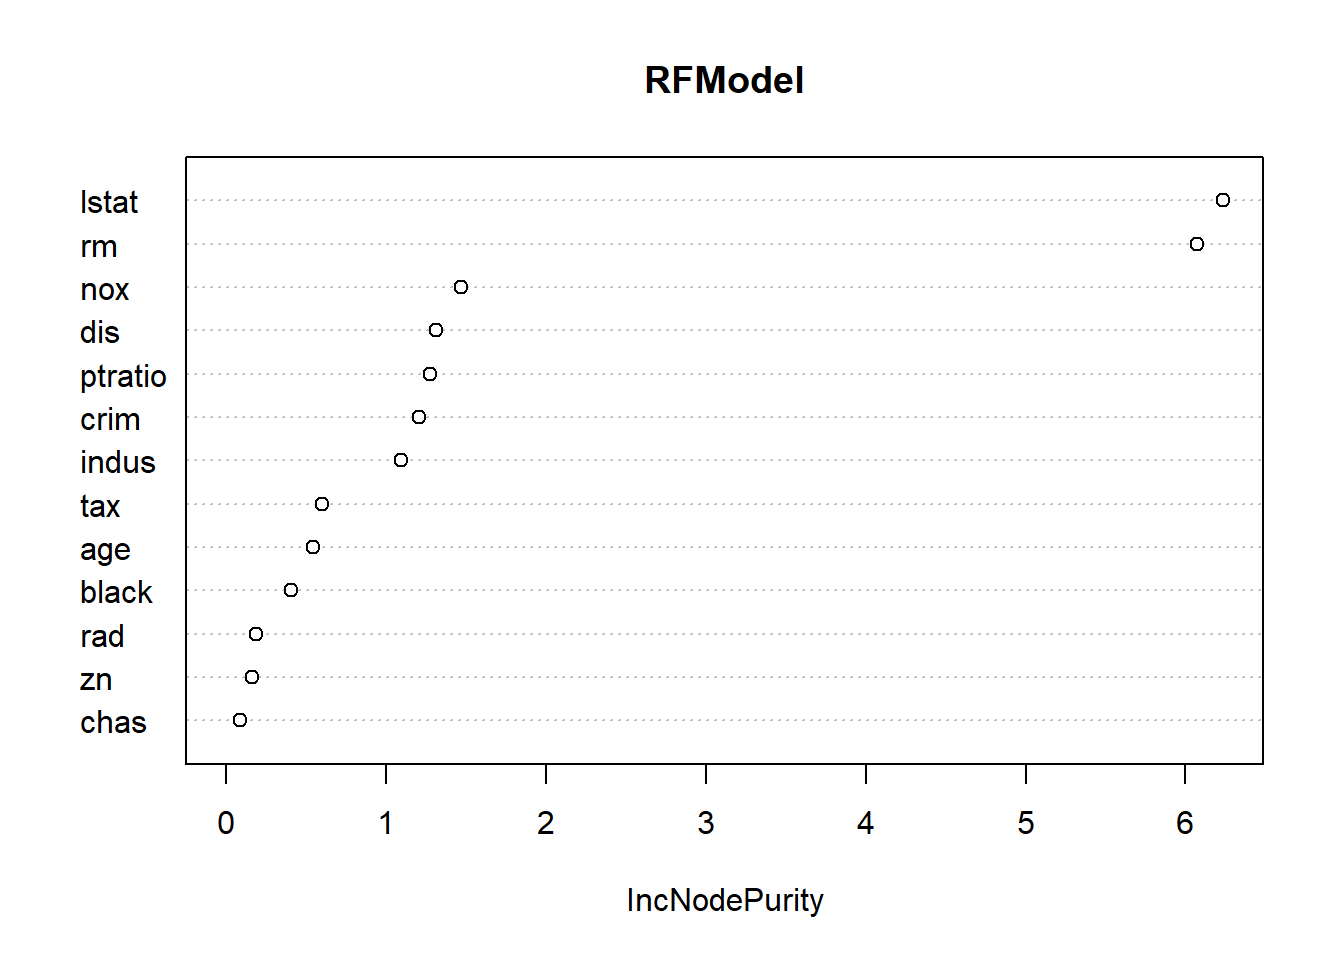 RFModel
lstat
rm
nox
dis
ptratio
crim
indus
tax
age
black
rad
zn
chas
0 1 2 3 4 5 6
IncNodePurity